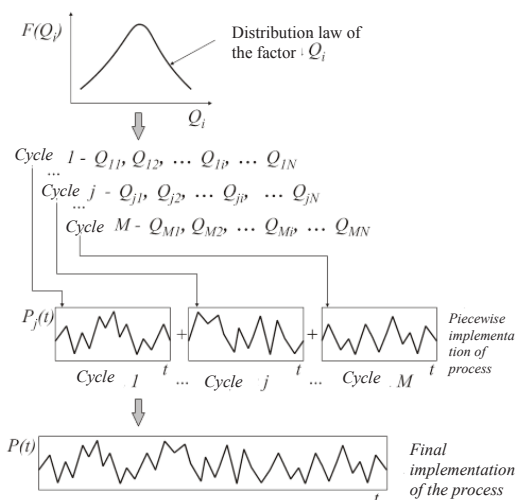 F(Qi)
Distribution law of
the factor ↓ Qi
Qi
Cycle 1 - Q11, Q12, ... Q1i, ... Q1N
...
Cycle j - Qj1, Qj2, ... Qji, ... QjN
...
Cycle M - QM1, QM2, ... QMi, ... QMN
Pj(t)
+
+
Piecewise
implementa
tion of
process
t
t
t
Cycle 1 ... Cycle j ... Cycle M
P(t)
t
Final
implementation
of the process